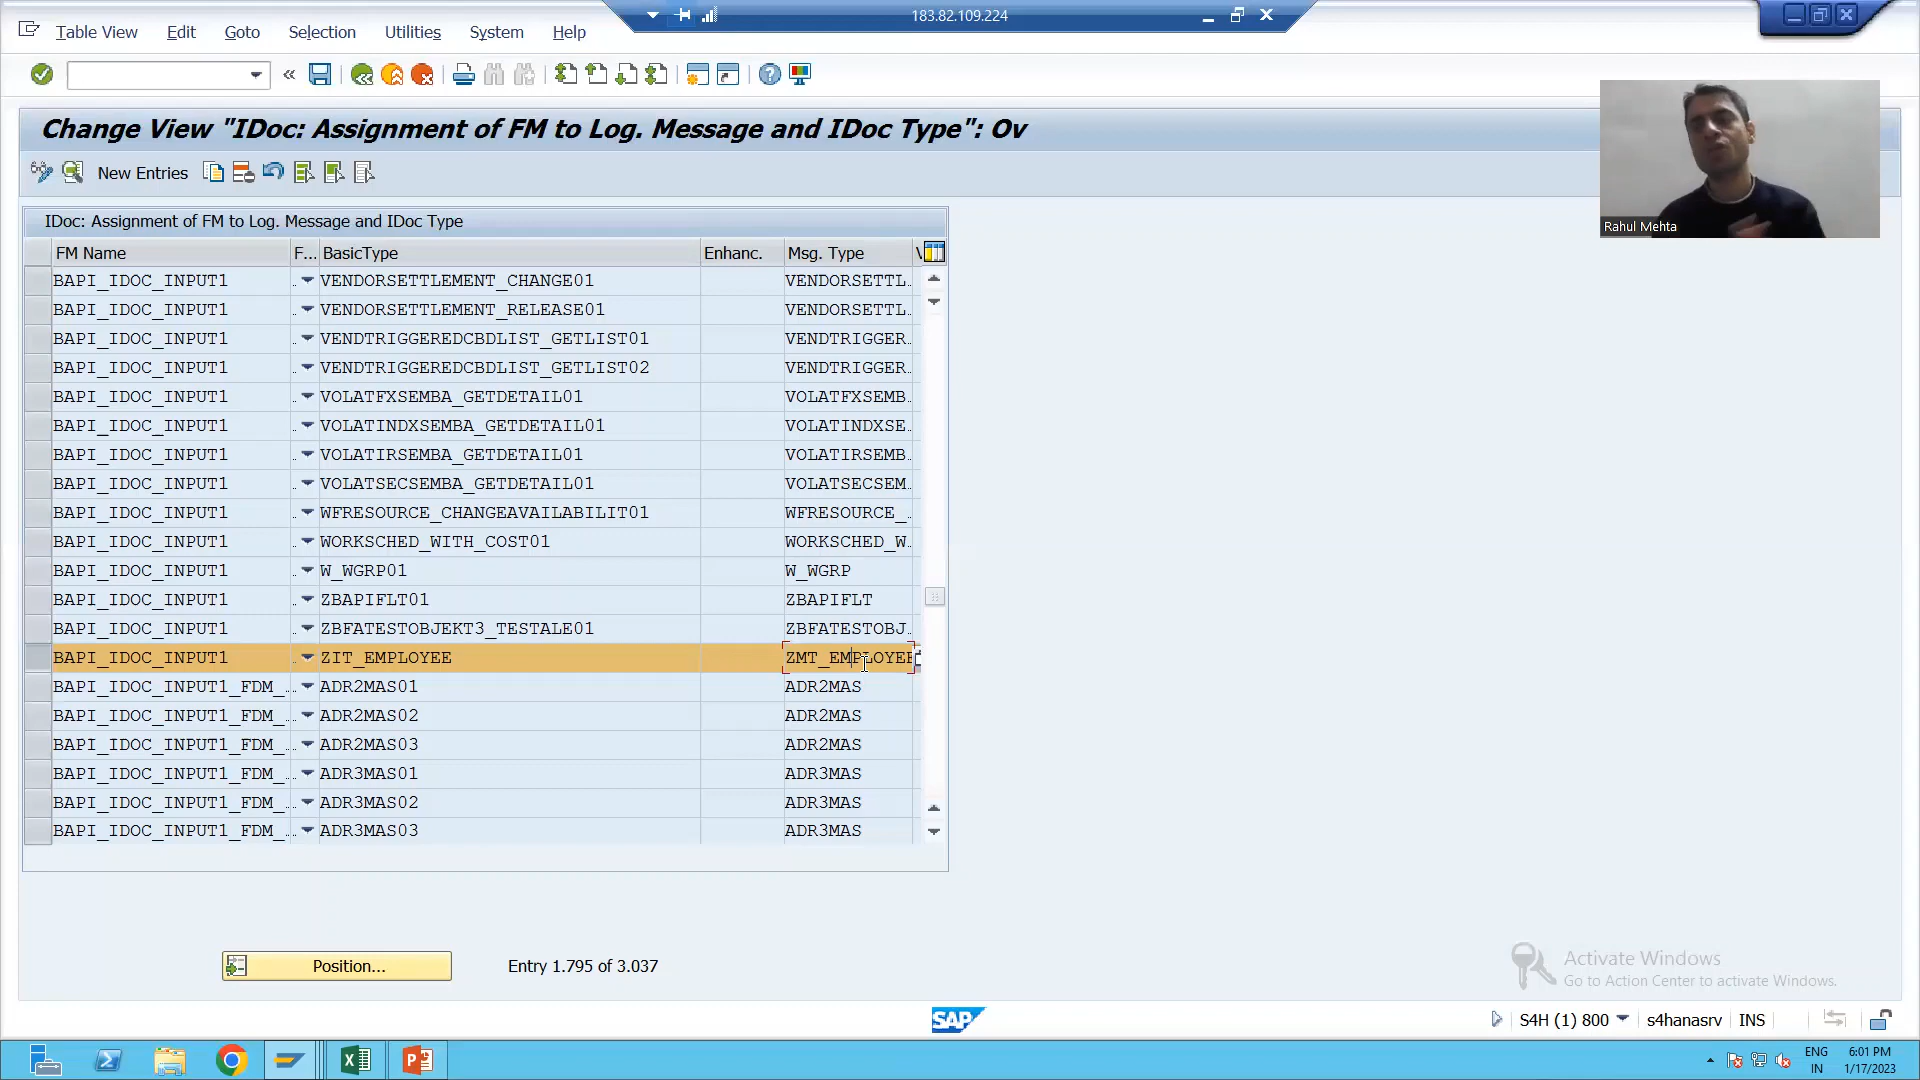 183.82.109.224
Table View Edit Goto Selection Utilities System Help
Change View "IDoc: Assignment of FM to Log. Message and IDoc Type": Ov
New Entries
Rahul Mehta
IDoc: Assignment of FM to Log. Message and IDoc Type
FM Name F... BasicType Enhanc. Msg. Type
BAPI_IDOC_INPUT1 .. VENDORSETTLEMENT_CHANGE01 VENDORSETTL..
BAPI_IDOC_INPUT1 .. VENDORSETTLEMENT_RELEASE01 VENDORSETTL..
BAPI_IDOC_INPUT1 .. VENDTRIGGEREDCBDLIST_GETLIST01 VENDTRIGGER..
BAPI_IDOC_INPUT1 .. VENDTRIGGEREDCBDLIST_GETLIST02 VENDTRIGGER..
BAPI_IDOC_INPUT1 .. VOLATFXSEMBA_GETDETAIL01 VOLATFXSEMB..
BAPI_IDOC_INPUT1 .. VOLATINDXSEMBA_GETDETAIL01 VOLATINDXSE..
BAPI_IDOC_INPUT1 .. VOLATIRSEMBA_GETDETAIL01 VOLATIRSEMB..
BAPI_IDOC_INPUT1 .. VOLATSECSEMBA_GETDETAIL01 VOLATSECSEM..
BAPI_IDOC_INPUT1 .. WFRESOURCE_CHANGEAVAILABILIT01 WFRESOURCE_..
BAPI_IDOC_INPUT1 .. WORKSCHED_WITH_COST01 WORKSCHED_W..
BAPI_IDOC_INPUT1 .. W_WGRP01 W_WGRP
BAPI_IDOC_INPUT1 .. ZBAPIFLT01 ZBAPIFLT
BAPI_IDOC_INPUT1 .. ZBFATESTOBJEKT3_TESTALE01 ZBFATESTOBJ..
BAPI_IDOC_INPUT1 .. ZIT_EMPLOYEE ZMT_EMPLOYEE
BAPI_IDOC_INPUT1_FDM_.. ADR2MAS01 ADR2MAS
BAPI_IDOC_INPUT1_FDM_.. ADR2MAS02 ADR2MAS
BAPI_IDOC_INPUT1_FDM_.. ADR2MAS03 ADR2MAS
BAPI_IDOC_INPUT1_FDM_.. ADR3MAS01 ADR3MAS
BAPI_IDOC_INPUT1_FDM_.. ADR3MAS02 ADR3MAS
BAPI_IDOC_INPUT1_FDM_.. ADR3MAS03 ADR3MAS
Position... Entry 1.795 of 3.037
Activate Windows
Go to Action Center to activate Windows.
SAP S4H (1) 800 s4hanasrv INS
ENG 6:01 PM
IN 1/17/2023